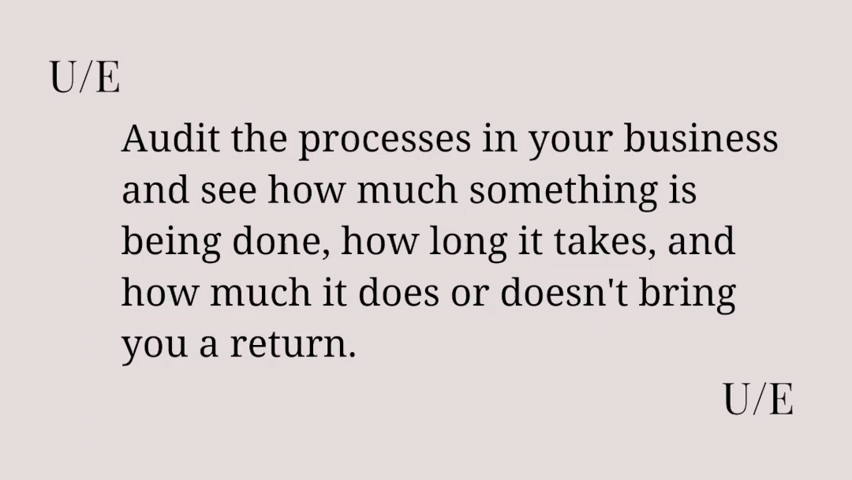 U/E
Audit the processes in your business
and see how much something is
being done, how long it takes, and
how much it does or doesn't bring
you a return.
U/E